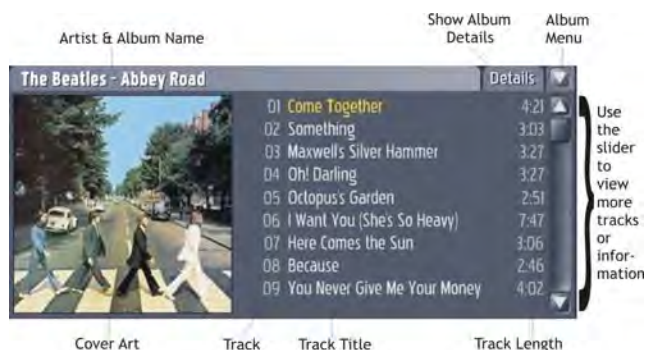 Artist & Album Name
Show Album
Details
Album
Menu
The Beatles - Abbey Road
Details
01 Come Together 4:21
02 Something 3:03
03 Maxwell's Silver Hammer 3:27
04 Oh! Darling 3:27
05 Octopus's Garden 2:51
06 I Want You (She's So Heavy) 7:47
07 Here Comes the Sun 3:06
08 Because 2:46
09 You Never Give Me Your Money 4:02
Use
the
slider
to
view
more
tracks
or
infor-
mation
Cover Art
Track
Track Title
Track Length